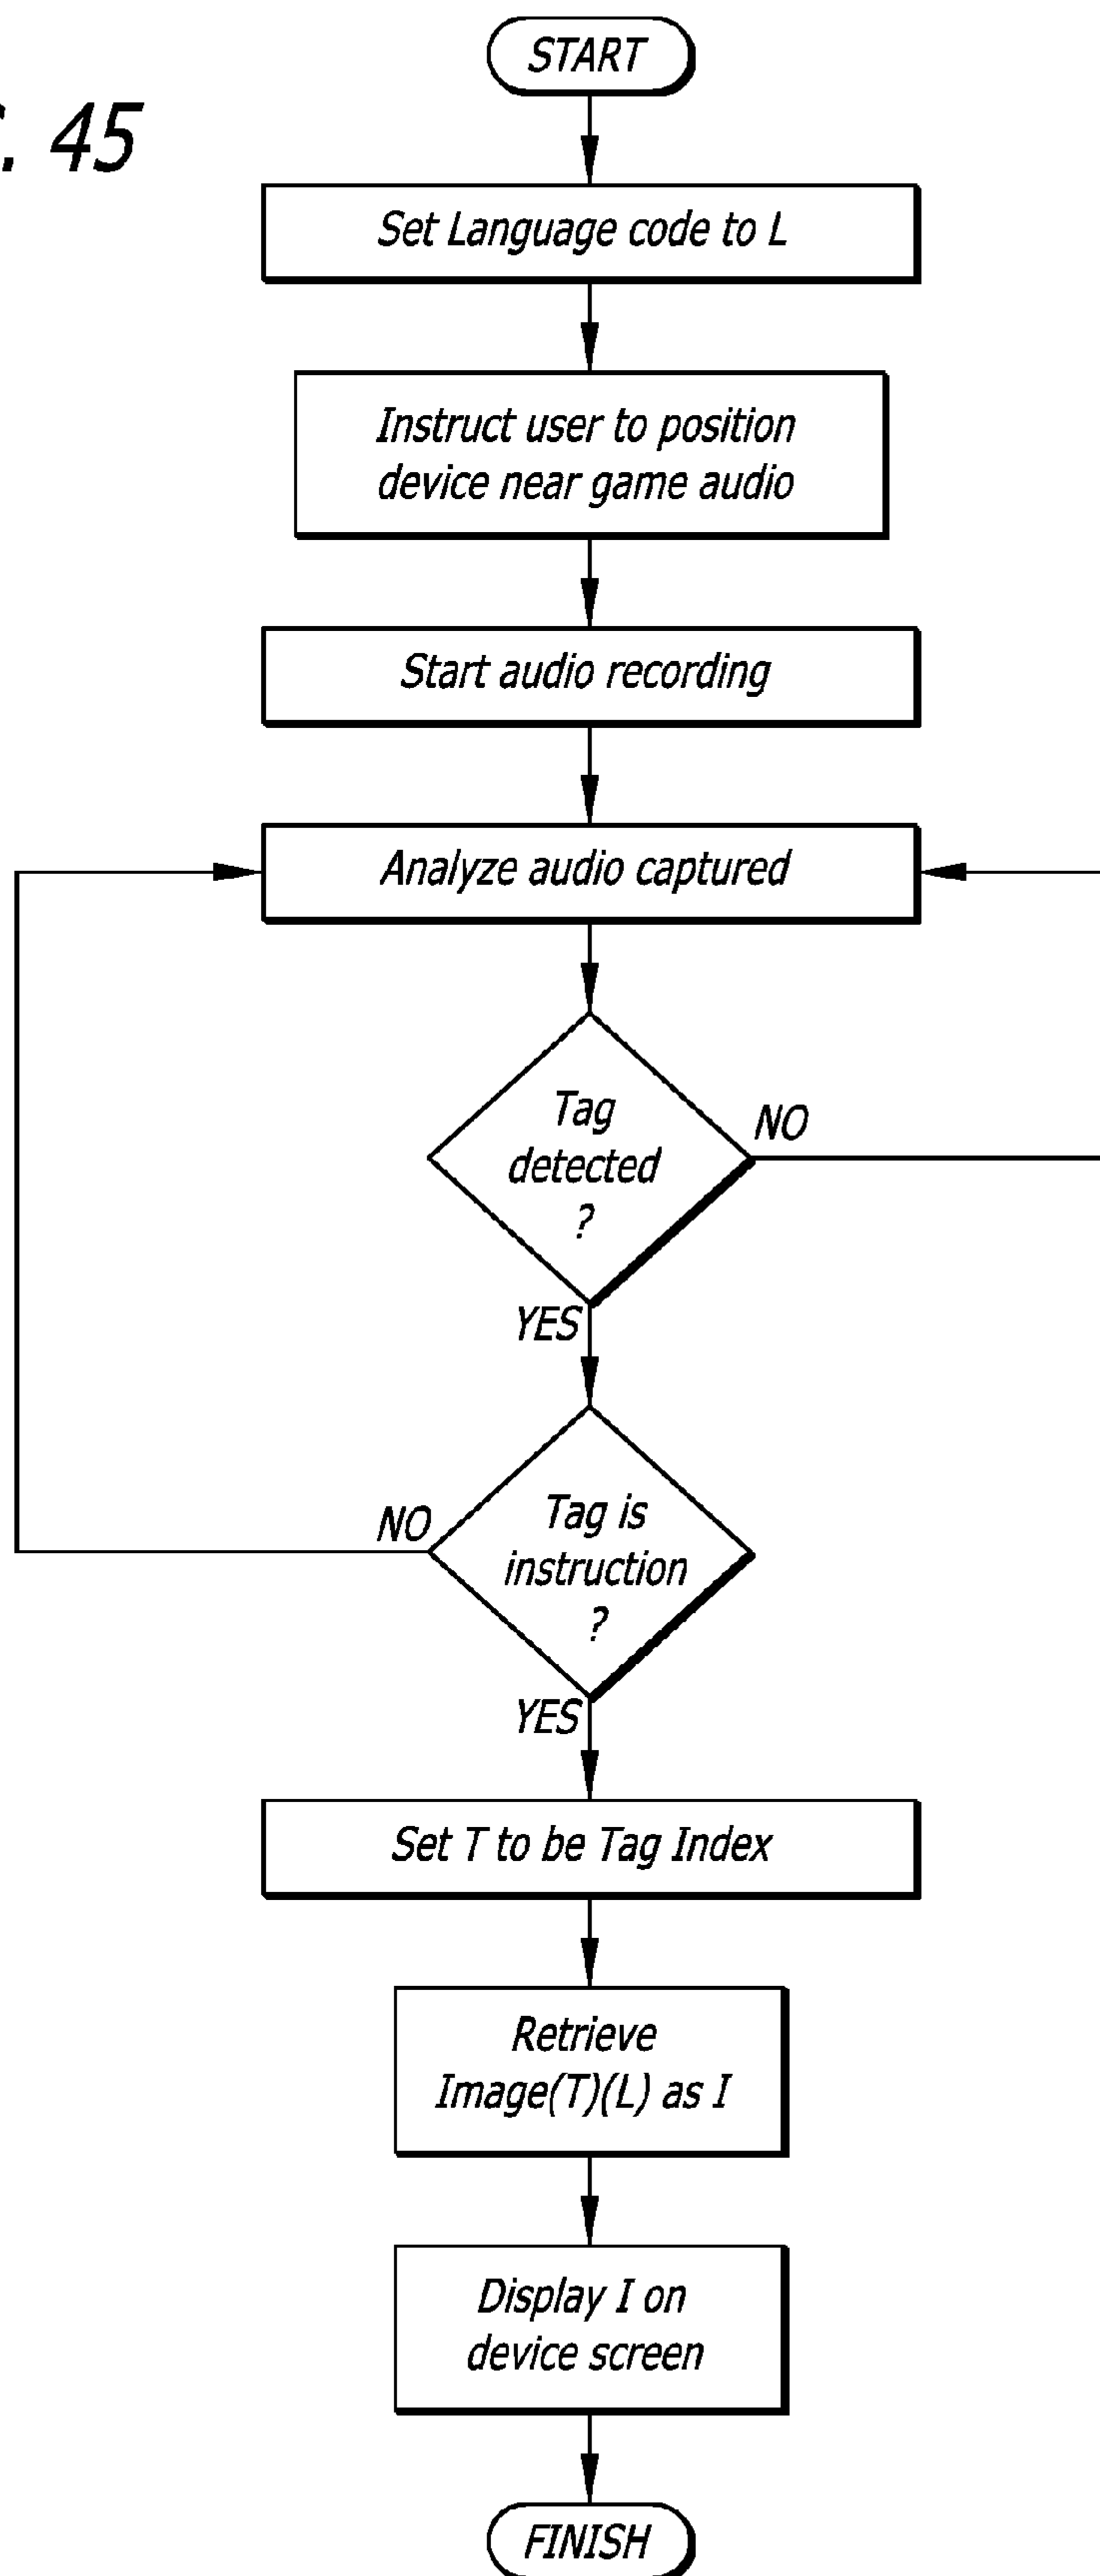 START
. 45
Set Language code to L
Instruct user to position
device near game audio
Start audio recording
Analyze audio captured
Tag
detected
?
NO
YES
Tag is
instruction
?
NO
YES
Set T to be Tag Index
Retrieve
Image(T)(L) as I
Display I on
device screen
FINISH